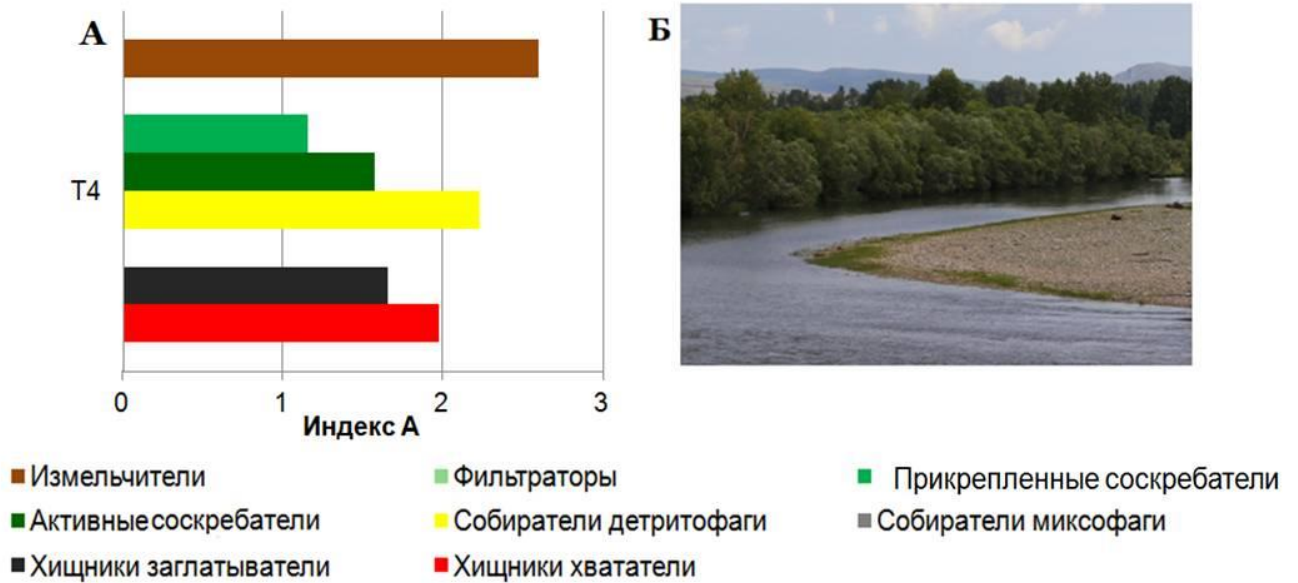 А
Б
Т4
0 1 2 3
Индекс А
Измельчители Фильтраторы Прикрепленные соскребатели
Активные соскребатели Собиратели детритофаги Собиратели миксофаги
Хищники заглатыватели Хищники хвататели